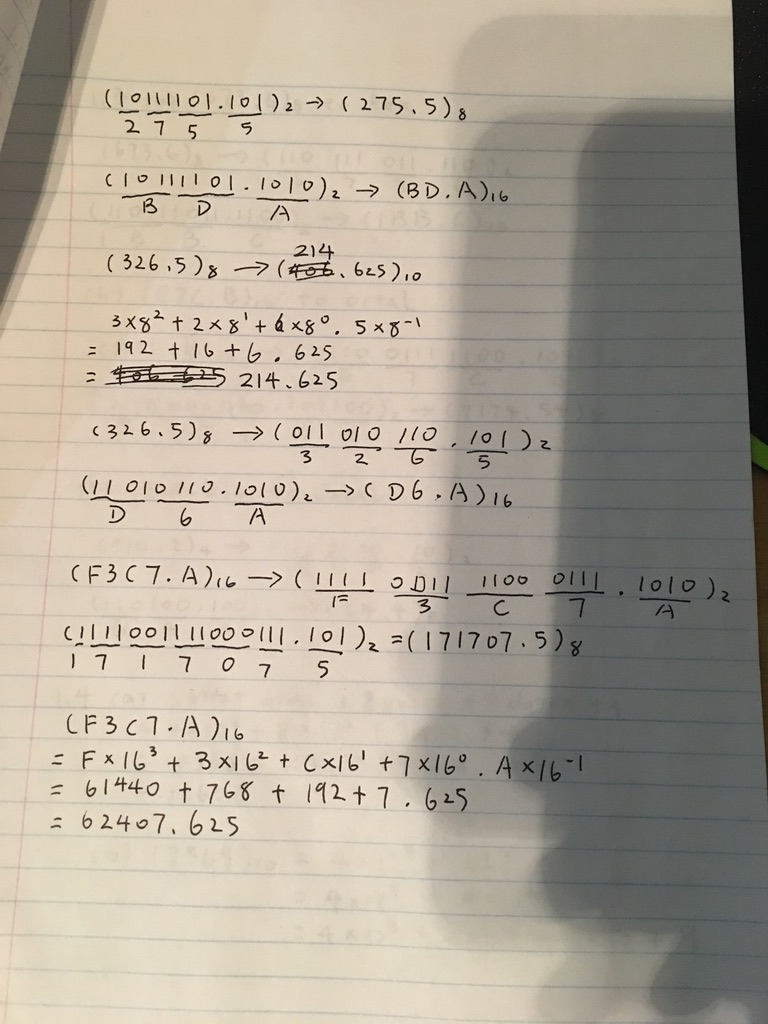 (10111101.101)₂ → (275.5)₈
2 7 5 5
(10111101.1010)₂ → (BD.A)₁₆
B D A
214
(326.5)₈ → (406.625)₁₀
3×8² + 2×8¹ + 6×8⁰. 5×8⁻¹
= 192 + 16 + 6 . 625
= 406.625 214.625
(326.5)₈ → (011 010 110 . 101)₂
3 2 6 5
(11 010 110.1010)₂ → (D6.A)₁₆
D 6 A
(F3C7.A)₁₆ → (1111 0011 1100 0111 . 1010)₂
F 3 C 7 A
(1111001111000111.101)₂ = (171707.5)₈
1 7 1 7 0 7 5
(F3C7.A)₁₆
= F×16³ + 3×16² + C×16¹ + 7×16⁰ . A×16⁻¹
= 61440 + 768 + 192 + 7 . 625
= 62407.625